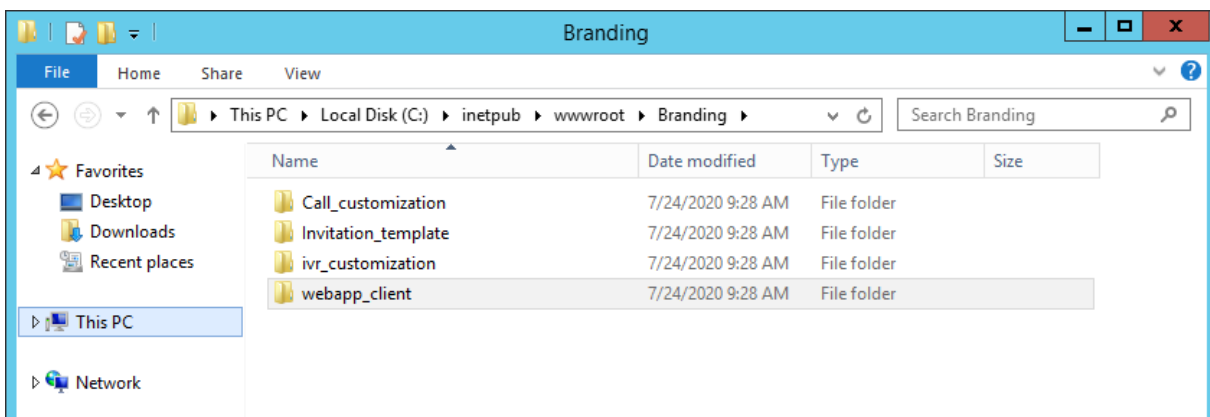 Branding
File Home Share View
This PC Local Disk (C:) inetpub wwwroot Branding Search Branding
Name Date modified Type Size
Favorites
Desktop
Downloads
Recent places
This PC
Network
Call_customization 7/24/2020 9:28 AM File folder
Invitation_template 7/24/2020 9:28 AM File folder
ivr_customization 7/24/2020 9:28 AM File folder
webapp_client 7/24/2020 9:28 AM File folder